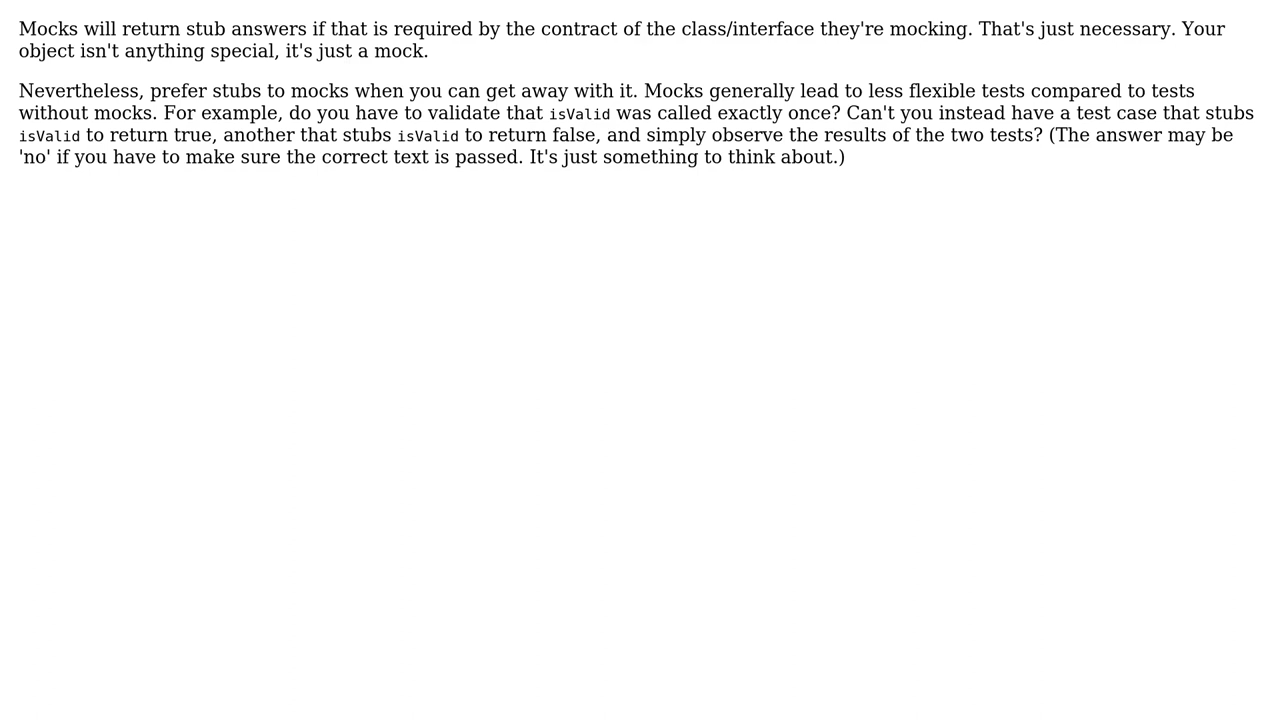 Mocks will return stub answers if that is required by the contract of the class/interface they're mocking. That's just necessary. Your
object isn't anything special, it's just a mock.
Nevertheless, prefer stubs to mocks when you can get away with it. Mocks generally lead to less flexible tests compared to tests
without mocks. For example, do you have to validate that isValid was called exactly once? Can't you instead have a test case that stubs
isValid to return true, another that stubs isValid to return false, and simply observe the results of the two tests? (The answer may be
'no' if you have to make sure the correct text is passed. It's just something to think about.)